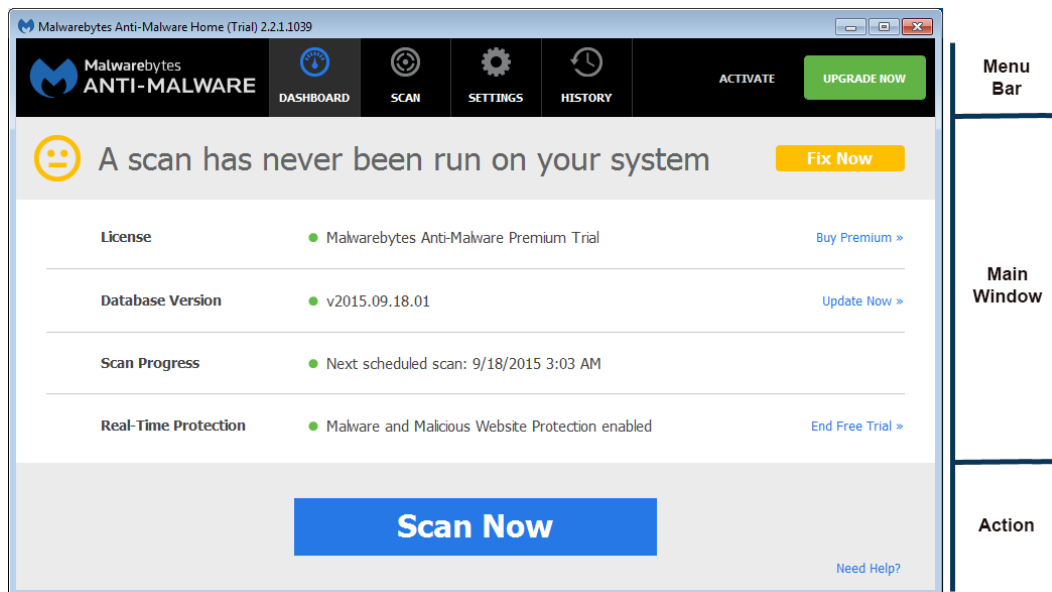 Malwarebytes Anti-Malware Home (Trial) 2.2.1.1039
Malwarebytes
ANTI-MALWARE
DASHBOARD
SCAN
SETTINGS
HISTORY
ACTIVATE
UPGRADE NOW
Menu
Bar
A scan has never been run on your system
Fix Now
License
Malwarebytes Anti-Malware Premium Trial
Buy Premium »
Database Version
v2015.09.18.01
Update Now »
Main
Window
Scan Progress
Next scheduled scan: 9/18/2015 3:03 AM
Real-Time Protection
Malware and Malicious Website Protection enabled
End Free Trial »
Scan Now
Action
Need Help?